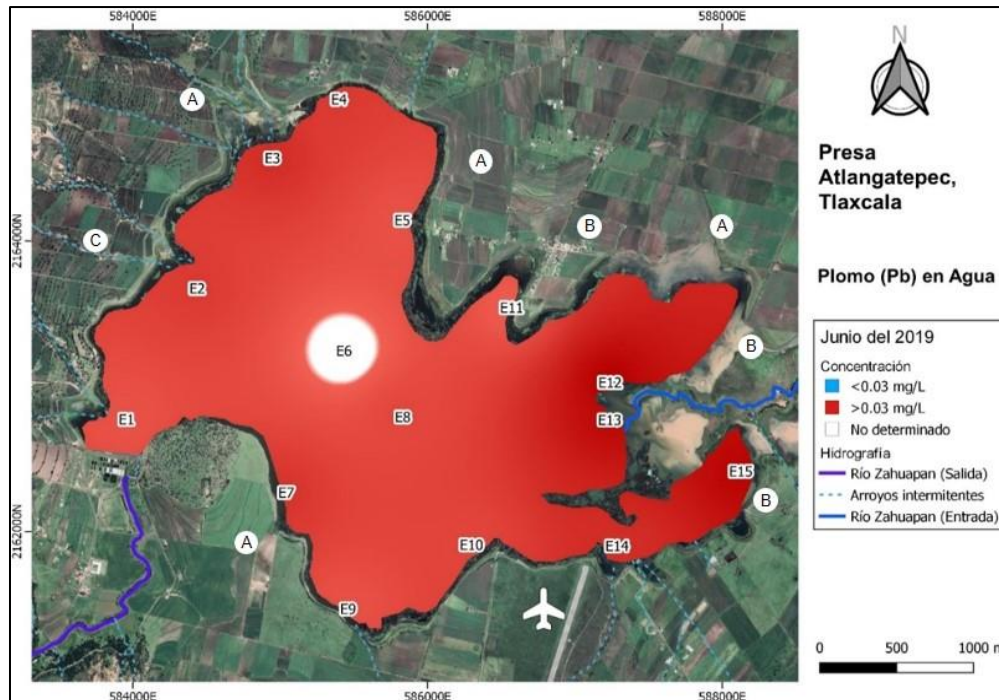 584000E 586000E 588000E
N
Presa
Atlangatepec,
Tlaxcala
Plomo (Pb) en Agua
Junio del 2019
Concentración
<0.03 mg/L
>0.03 mg/L
No determinado
Hidrografía
Río Zahuapan (Salida)
Arroyos intermitentes
Río Zahuapan (Entrada)
0 500 1000 m
2164000N
2162000N
A
E4
E3
A
E5
B
A
C
E2
E11
E6
B
E12
E8
E13
E1
E15
E7
B
A
E10
E14
E9
584000E 586000E 588000E